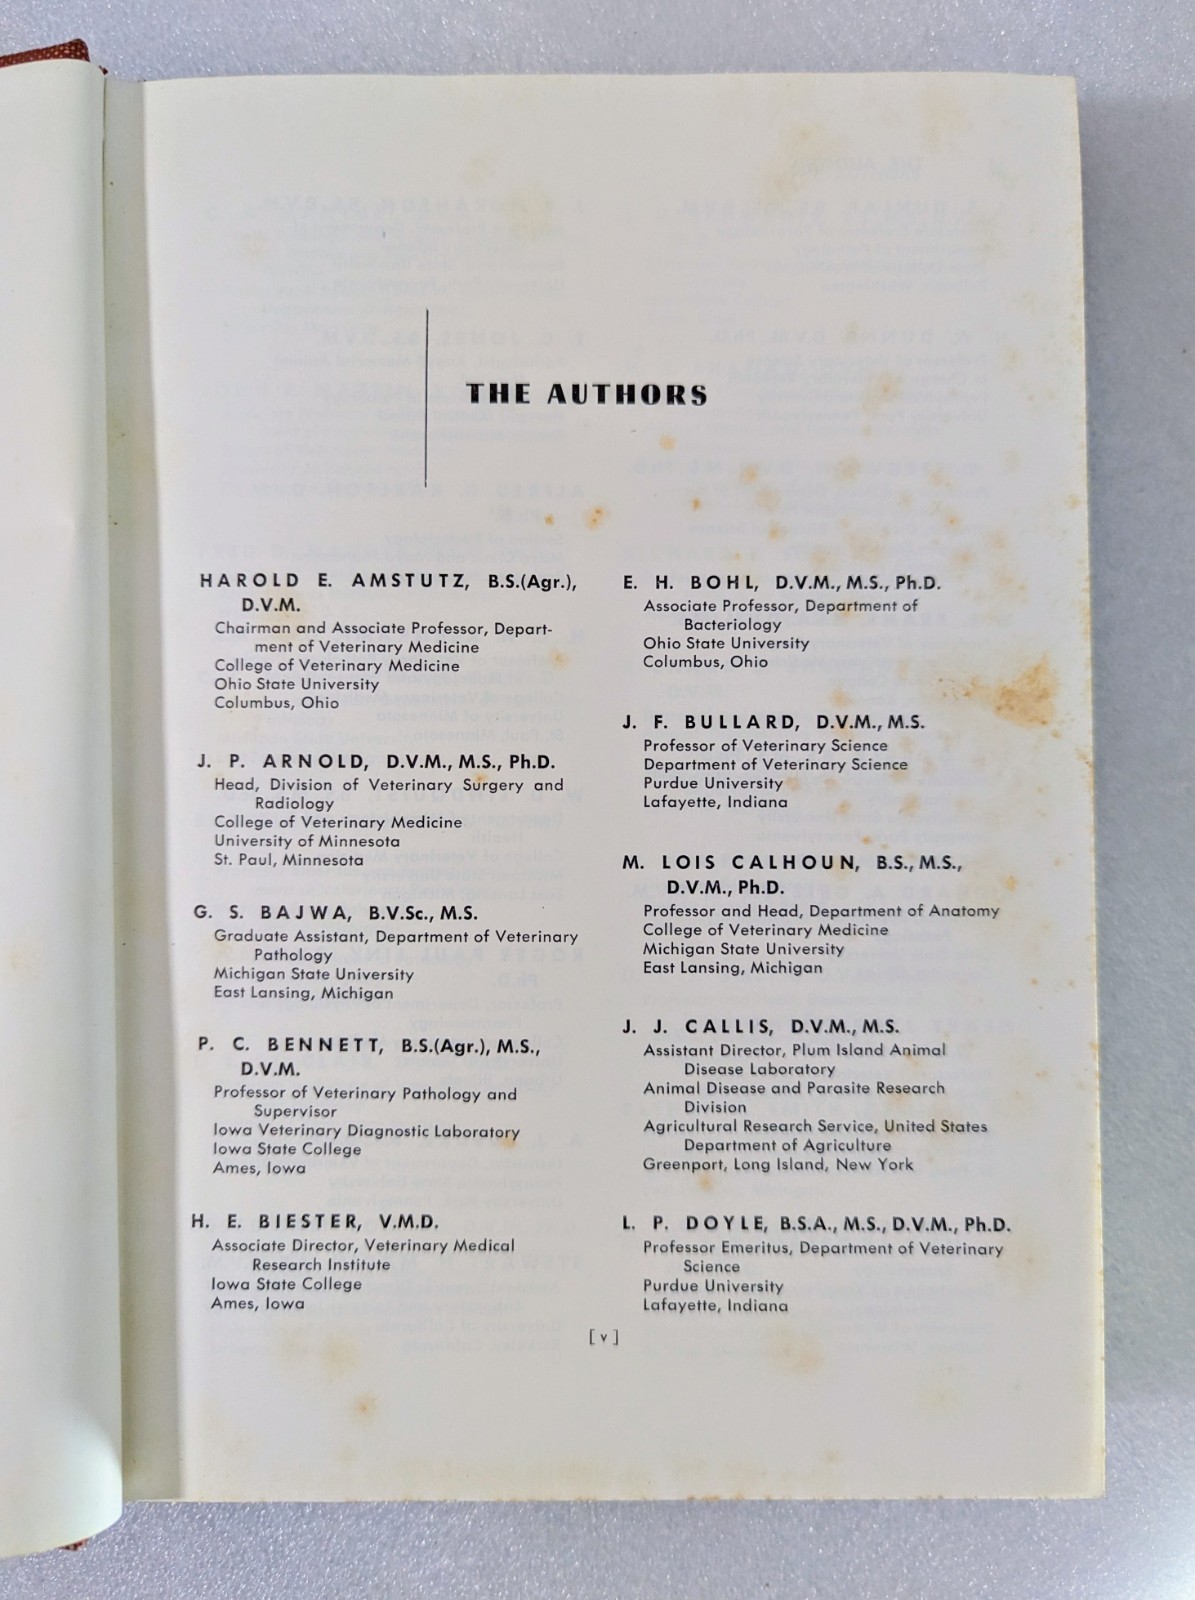 THE AUTHORS
HAROLD E. AMSTUTZ, B.S.(Agr.),
D.V.M.
Chairman and Associate Professor, Depart-
ment of Veterinary Medicine
College of Veterinary Medicine
Ohio State University
Columbus, Ohio
J. P. ARNOLD, D.V.M., M.S., Ph.D.
Head, Division of Veterinary Surgery and
Radiology
College of Veterinary Medicine
University of Minnesota
St. Paul, Minnesota
G. S. BAJWA, B.V.Sc., M.S.
Graduate Assistant, Department of Veterinary
Pathology
Michigan State University
East Lansing, Michigan
P. C. BENNETT, B.S.(Agr.), M.S.,
D.V.M.
Professor of Veterinary Pathology and
Supervisor
Iowa Veterinary Diagnostic Laboratory
Iowa State College
Ames, Iowa
H. E. BIESTER, V.M.D.
Associate Director, Veterinary Medical
Research Institute
Iowa State College
Ames, Iowa
E. H. BOHL, D.V.M., M.S., Ph.D.
Associate Professor, Department of
Bacteriology
Ohio State University
Columbus, Ohio
J. F. BULLARD, D.V.M., M.S.
Professor of Veterinary Science
Department of Veterinary Science
Purdue University
Lafayette, Indiana
M. LOIS CALHOUN, B.S., M.S.,
D.V.M., Ph.D.
Professor and Head, Department of Anatomy
College of Veterinary Medicine
Michigan State University
East Lansing, Michigan
J. J. CALLIS, D.V.M., M.S.
Assistant Director, Plum Island Animal
Disease Laboratory
Animal Disease and Parasite Research
Division
Agricultural Research Service, United States
Department of Agriculture
Greenport, Long Island, New York
L. P. DOYLE, B.S.A., M.S., D.V.M., Ph.D.
Professor Emeritus, Department of Veterinary
Science
Purdue University
Lafayette, Indiana
[ v ]